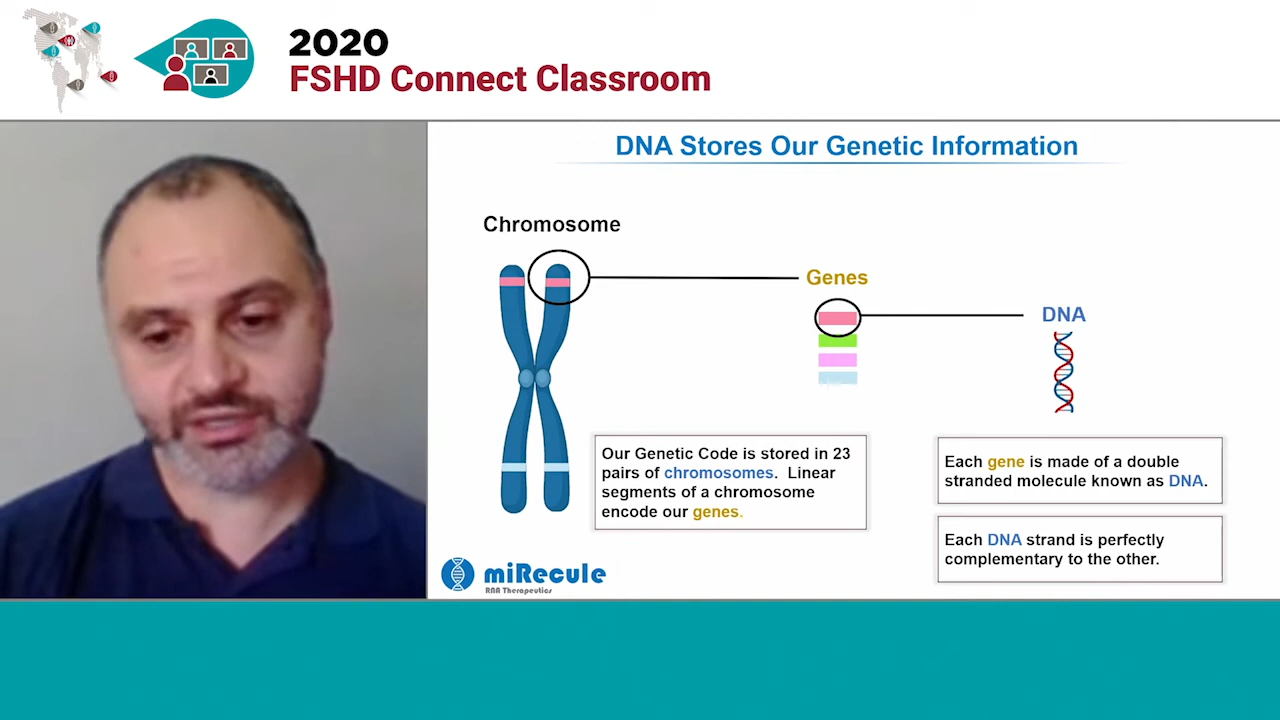 2020
FSHD Connect Classroom
DNA Stores Our Genetic Information
Chromosome
Genes
DNA
Our Genetic Code is stored in 23
pairs of chromosomes. Linear
segments of a chromosome
encode our genes.
Each gene is made of a double
stranded molecule known as DNA.
Each DNA strand is perfectly
complementary to the other.
miRecule
RNA Therapeutics